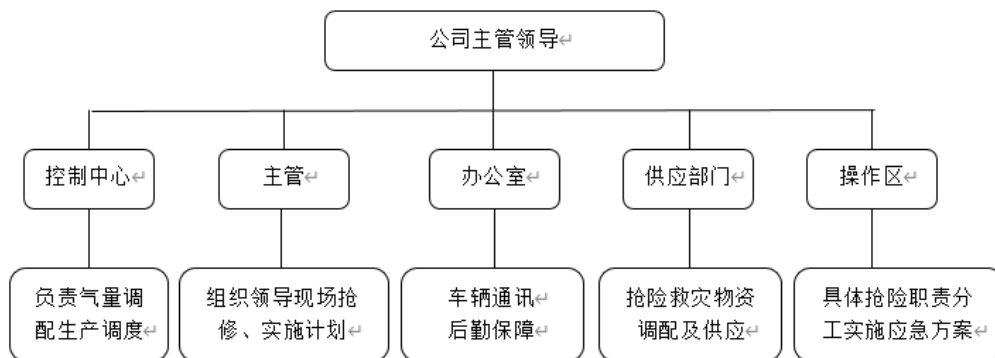 公司主管领导
控制中心
主管
办公室
供应部门
操作区
负责气量调
配生产调度
组织领导现场抢
修、实施计划
车辆通讯
后勤保障
抢险救灾物资
调配及供应
具体抢险职责分
工实施应急方案